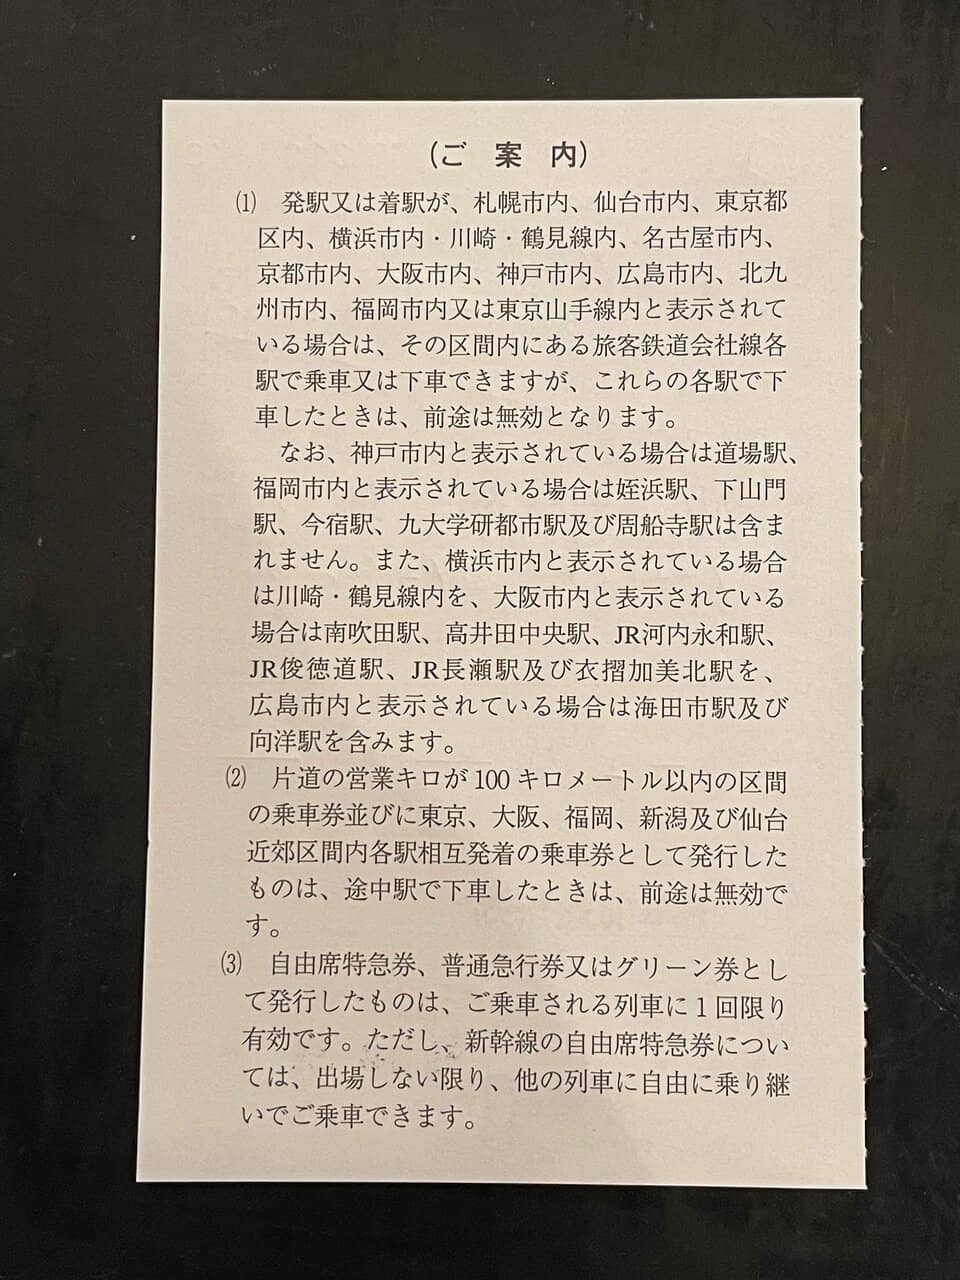 (ご案内)
⑴　発駅又は着駅が、札幌市内、仙台市内、東京都
区内、横浜市内・川崎・鶴見線内、名古屋市内、
京都市内、大阪市内、神戸市内、広島市内、北九
州市内、福岡市内又は東京山手線内と表示されて
いる場合は、その区間内にある旅客鉄道会社線各
駅で乗車又は下車できますが、これらの各駅で下
車したときは、前途は無効となります。
なお、神戸市内と表示されている場合は道場駅、
福岡市内と表示されている場合は姪浜駅、下山門
駅、今宿駅、九大学研都市駅及び周船寺駅は含ま
れません。また、横浜市内と表示されている場合
は川崎・鶴見線内を、大阪市内と表示されている
場合は南吹田駅、高井田中央駅、JR河内永和駅、
JR俊徳道駅、JR長瀬駅及び衣摺加美北駅を、
広島市内と表示されている場合は海田市駅及び
向洋駅を含みます。
⑵　片道の営業キロが100キロメートル以内の区間
の乗車券並びに東京、大阪、福岡、新潟及び仙台
近郊区間内各駅相互発着の乗車券として発行した
ものは、途中駅で下車したときは、前途は無効で
す。
⑶　自由席特急券、普通急行券又はグリーン券とし
て発行したものは、ご乗車される列車に1回限り
有効です。ただし、新幹線の自由席特急券につい
ては、出場しない限り、他の列車に自由に乗り継
いでご乗車できます。